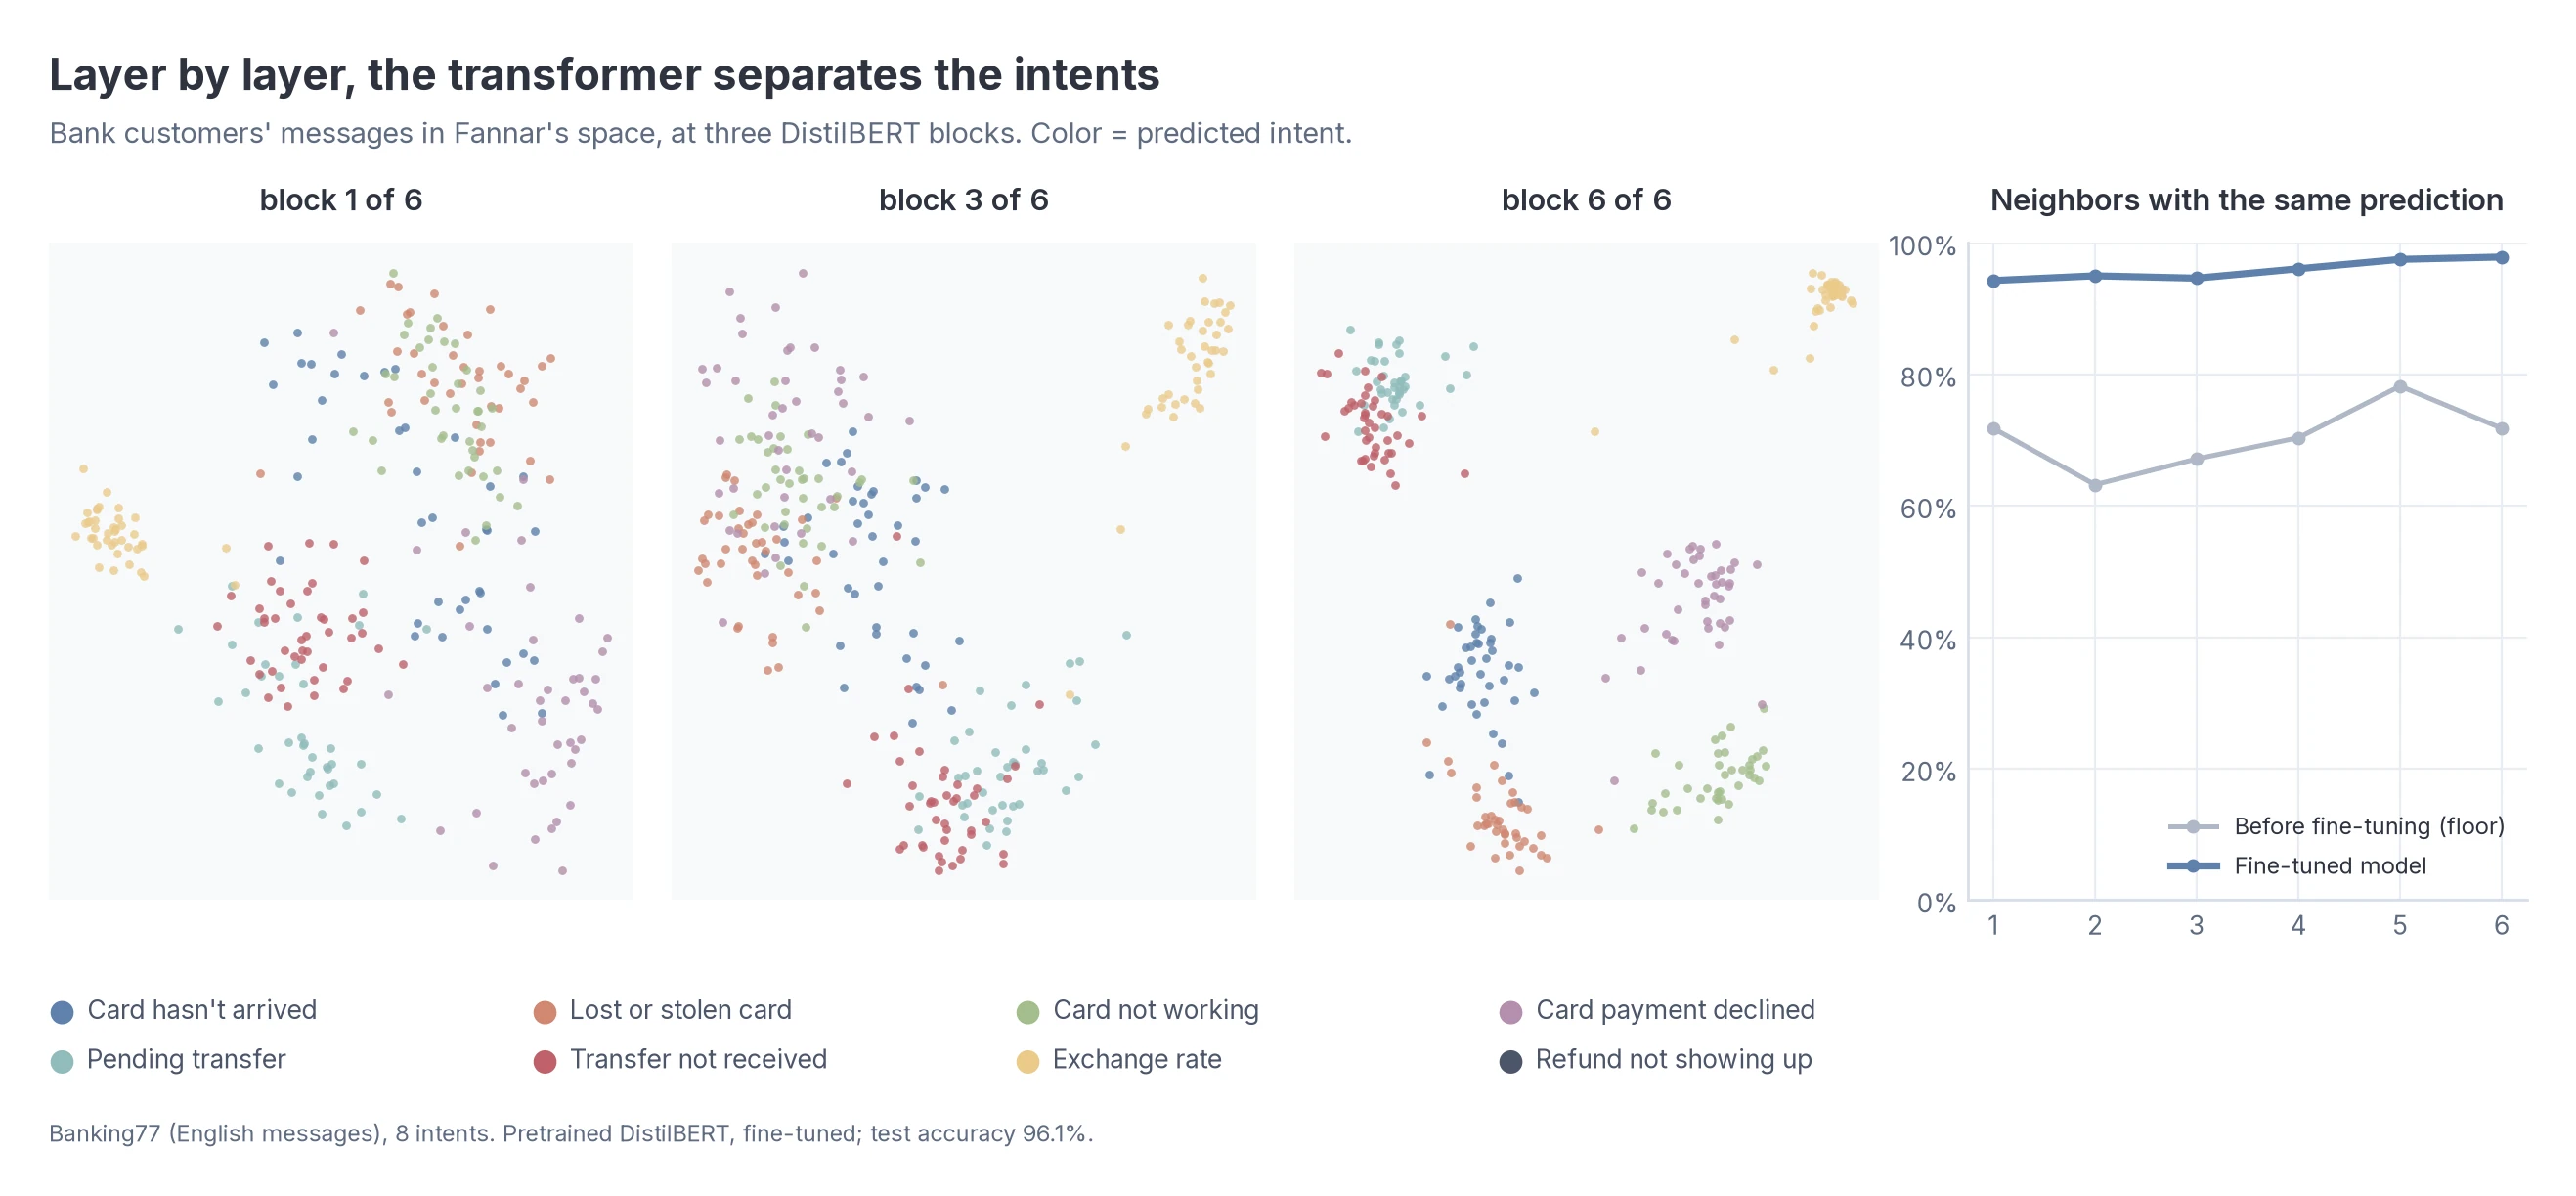 Layer by layer, the transformer separates the intents
Bank customers' messages in Fannar's space, at three DistilBERT blocks. Color = predicted intent.
block 1 of 6
block 3 of 6
block 6 of 6
Neighbors with the same prediction
100%
80%
60%
40%
20%
0%
1 2 3 4 5 6
Before fine-tuning (floor)
Fine-tuned model
Card hasn't arrived
Lost or stolen card
Card not working
Card payment declined
Pending transfer
Transfer not received
Exchange rate
Refund not showing up
Banking77 (English messages), 8 intents. Pretrained DistilBERT, fine-tuned; test accuracy 96.1%.